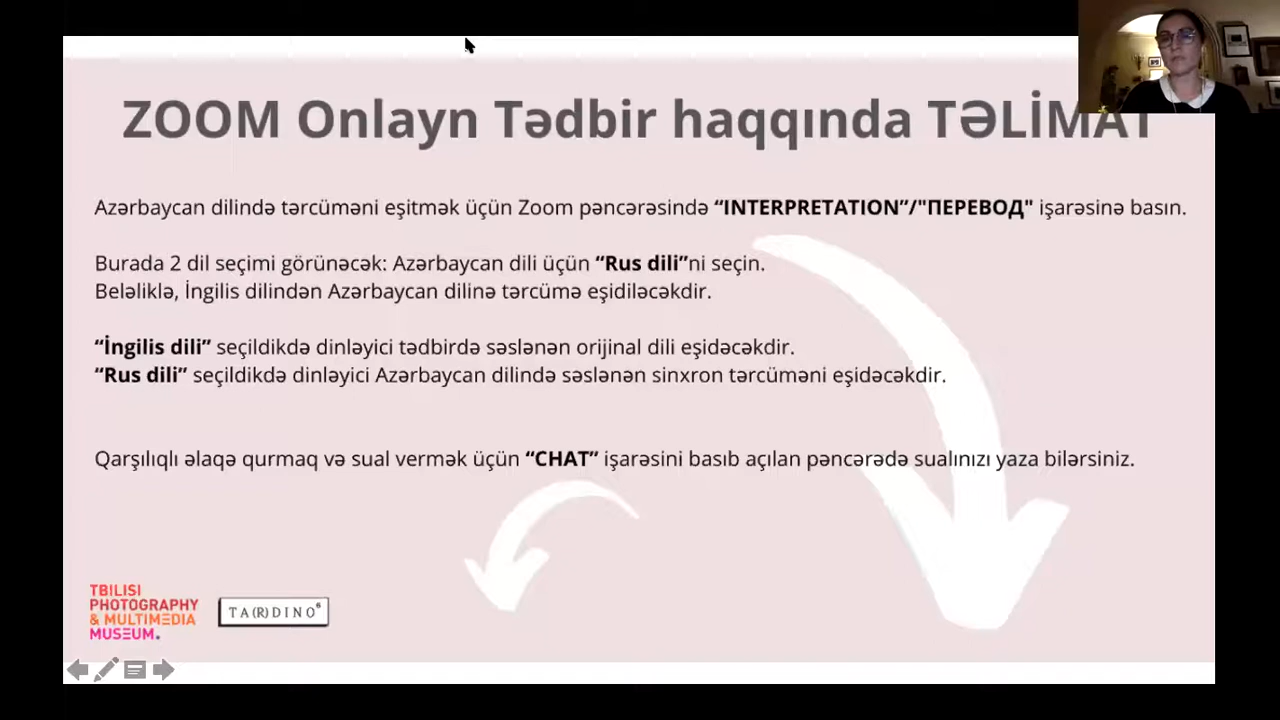 ZOOM Onlayn Tədbir haqqında TƏLİMAT
Azərbaycan dilində tərcüməni eşitmək üçün Zoom pəncərəsində “INTERPRETATION”/"ПЕРЕВОД" işarəsinə basın.
Burada 2 dil seçimi görünəcək: Azərbaycan dili üçün “Rus dili”ni seçin.
Beləliklə, İngilis dilindən Azərbaycan dilinə tərcümə eşidiləcəkdir.
“İngilis dili” seçildikdə dinləyici tədbirdə səslənən orijinal dili eşidəcəkdir.
“Rus dili” seçildikdə dinləyici Azərbaycan dilində səslənən sinxron tərcüməni eşidəcəkdir.
Qarşılıqlı əlaqə qurmaq və sual vermək üçün “CHAT” işarəsini basıb açılan pəncərədə sualınızı yaza bilərsiniz.
TBILISI
PHOTOGRAPHY
& MULTIMEDIA
MUSEUM.
TA(R)DINO⁶